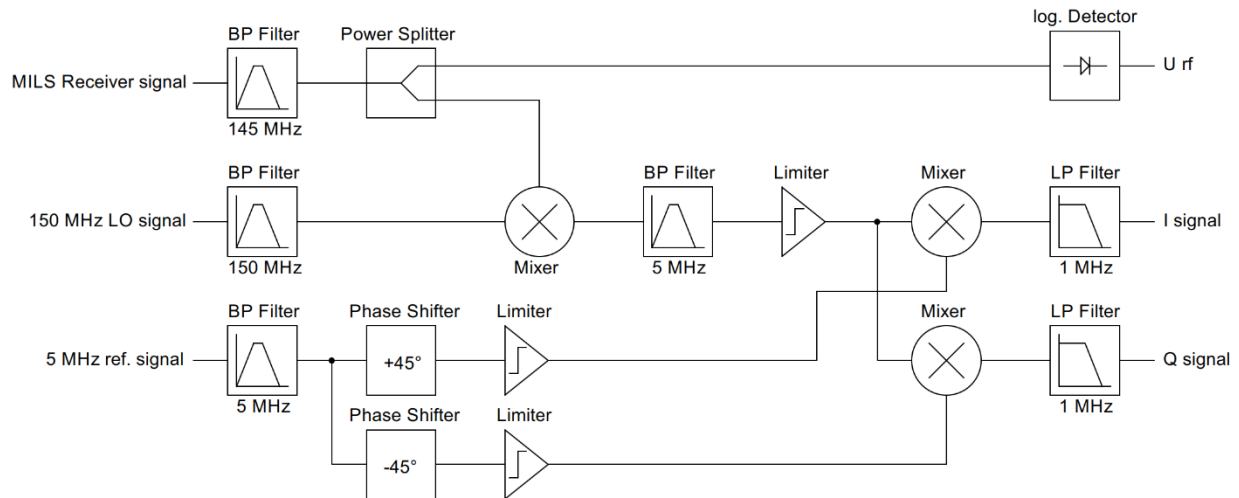 log. Detector
BP Filter
Power Splitter
MILS Receiver signal
U rf
145 MHz
BP Filter
BP Filter
Limiter
Mixer
LP Filter
150 MHz LO signal
I signal
150 MHz
Mixer
5 MHz
1 MHz
BP Filter
Phase Shifter
Limiter
Mixer
LP Filter
5 MHz ref. signal
+45°
Q signal
5 MHz
1 MHz
Phase Shifter
Limiter
-45°